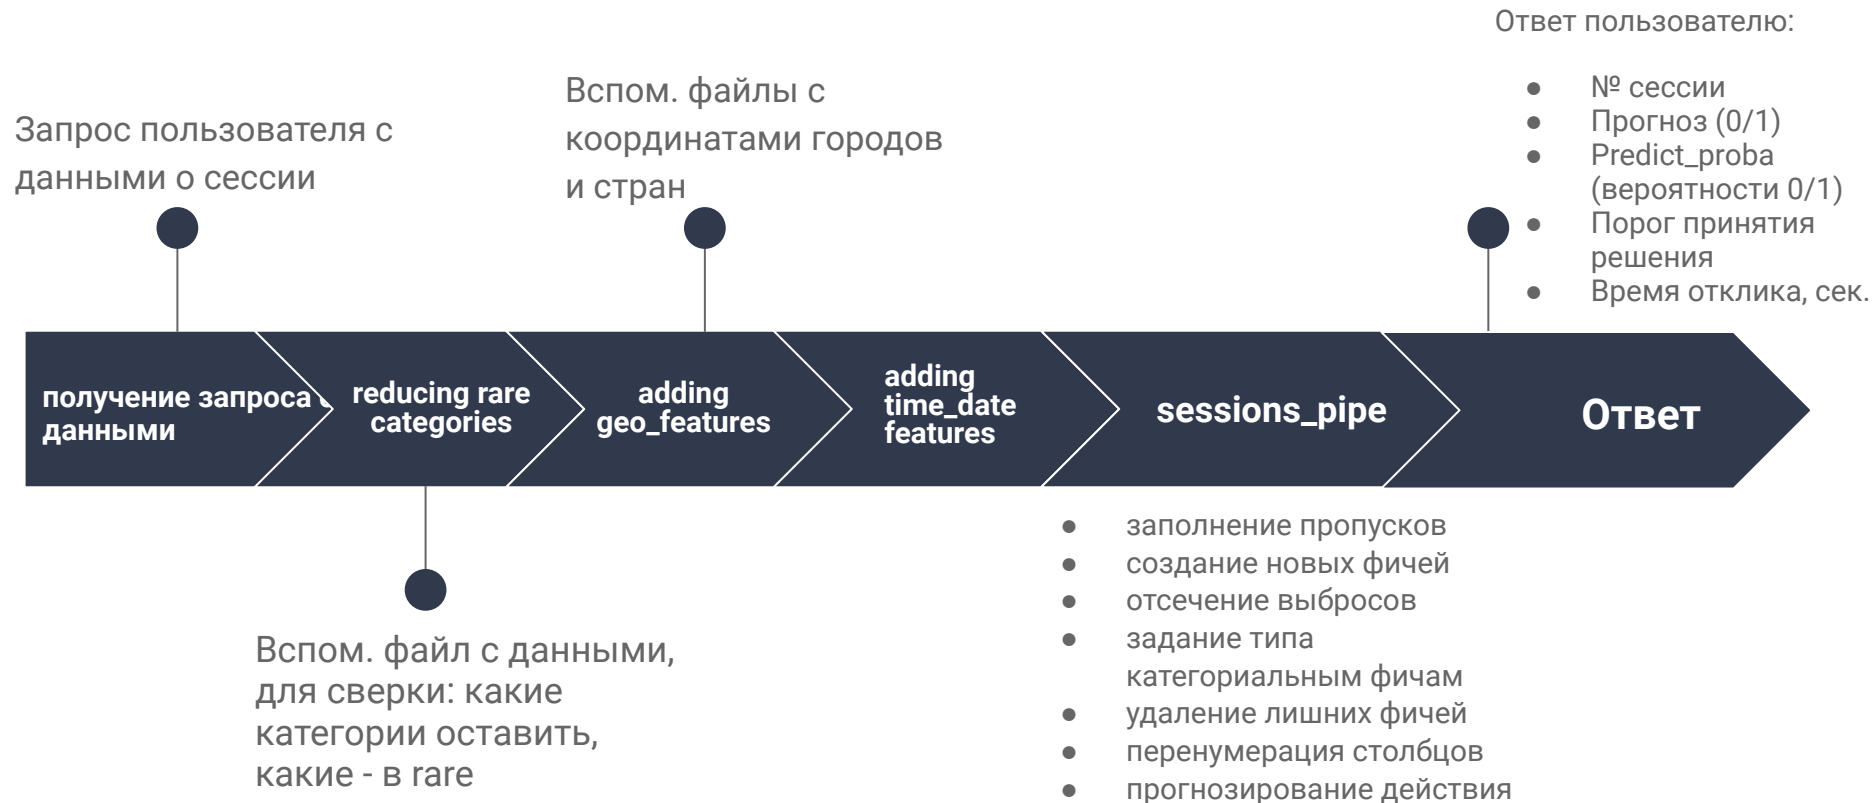 Ответ пользователю:
● № сессии
● Прогноз (0/1)
● Predict_proba
(вероятности 0/1)
● Порог принятия
решения
● Время отклика, сек.
Вспом. файлы с
координатами городов
и стран
Запрос пользователя с
данными о сессии
получение запроса с
данными
reducing rare
categories
adding
geo_features
adding
time_date
features
sessions_pipe
Ответ
Вспом. файл с данными,
для сверки: какие
категории оставить,
какие - в rare
● заполнение пропусков
● создание новых фичей
● отсечение выбросов
● задание типа
категориальным фичам
● удаление лишних фичей
● перенумерация столбцов
● прогнозирование действия